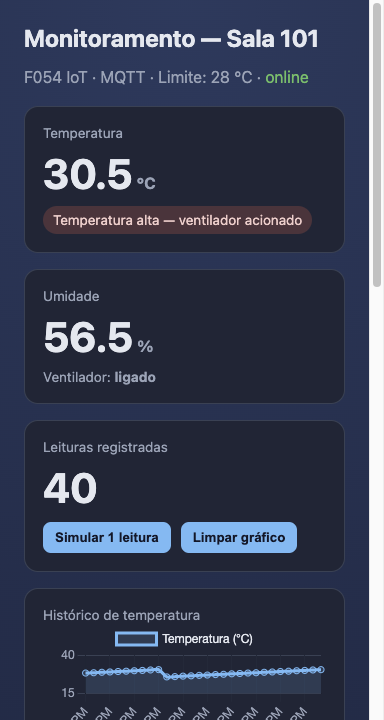 Monitoramento — Sala 101
F054 IoT · MQTT · Limite: 28 °C · online
Temperatura
30.5 °C
Temperatura alta — ventilador acionado
Umidade
56.5 %
Ventilador: ligado
Leituras registradas
40
Simular 1 leitura
Limpar gráfico
Histórico de temperatura
Temperatura (°C)
40
15